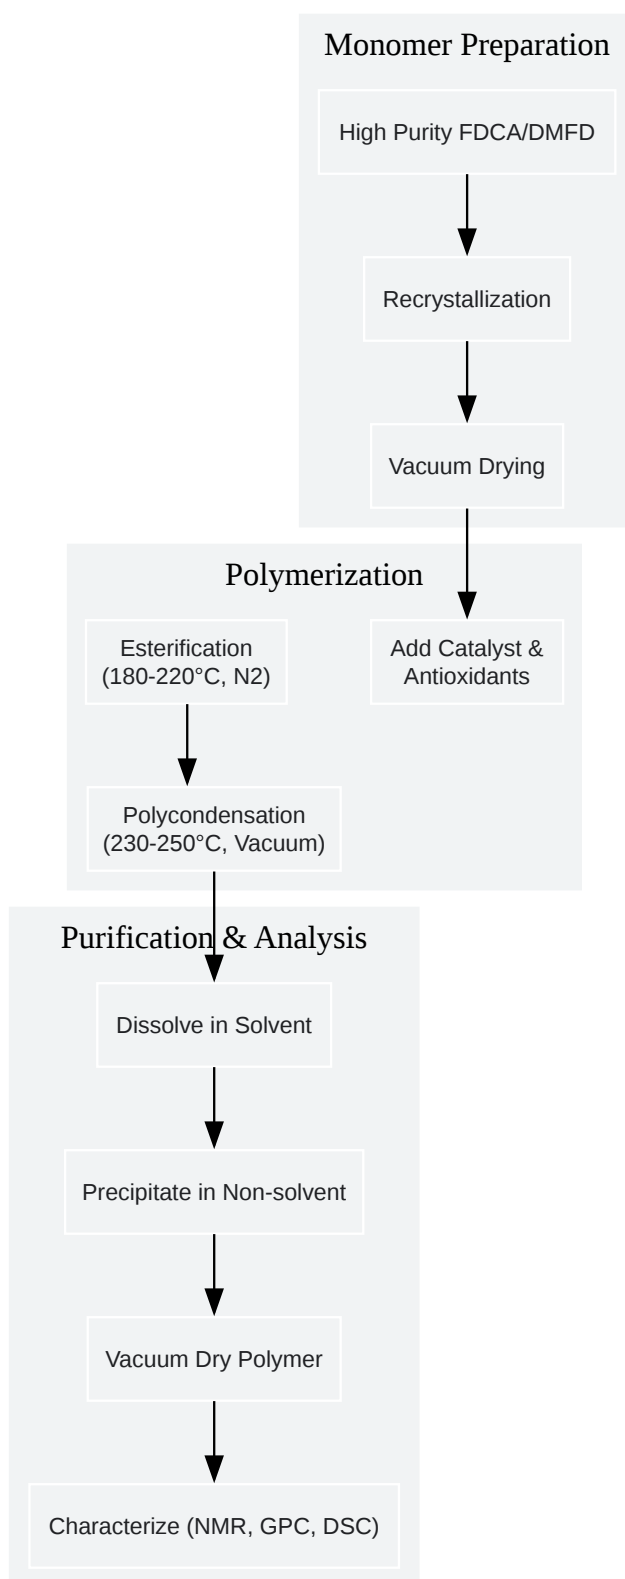 Monomer Preparation
High Purity FDCA/DMFD
Recrystallization
Vacuum Drying
Polymerization
Esterification
(180-220°C, N2)
Add Catalyst &
Antioxidants
Polycondensation
(230-250°C, Vacuum)
Purification & Analysis
Dissolve in Solvent
Precipitate in Non-solvent
Vacuum Dry Polymer
Characterize (NMR, GPC, DSC)